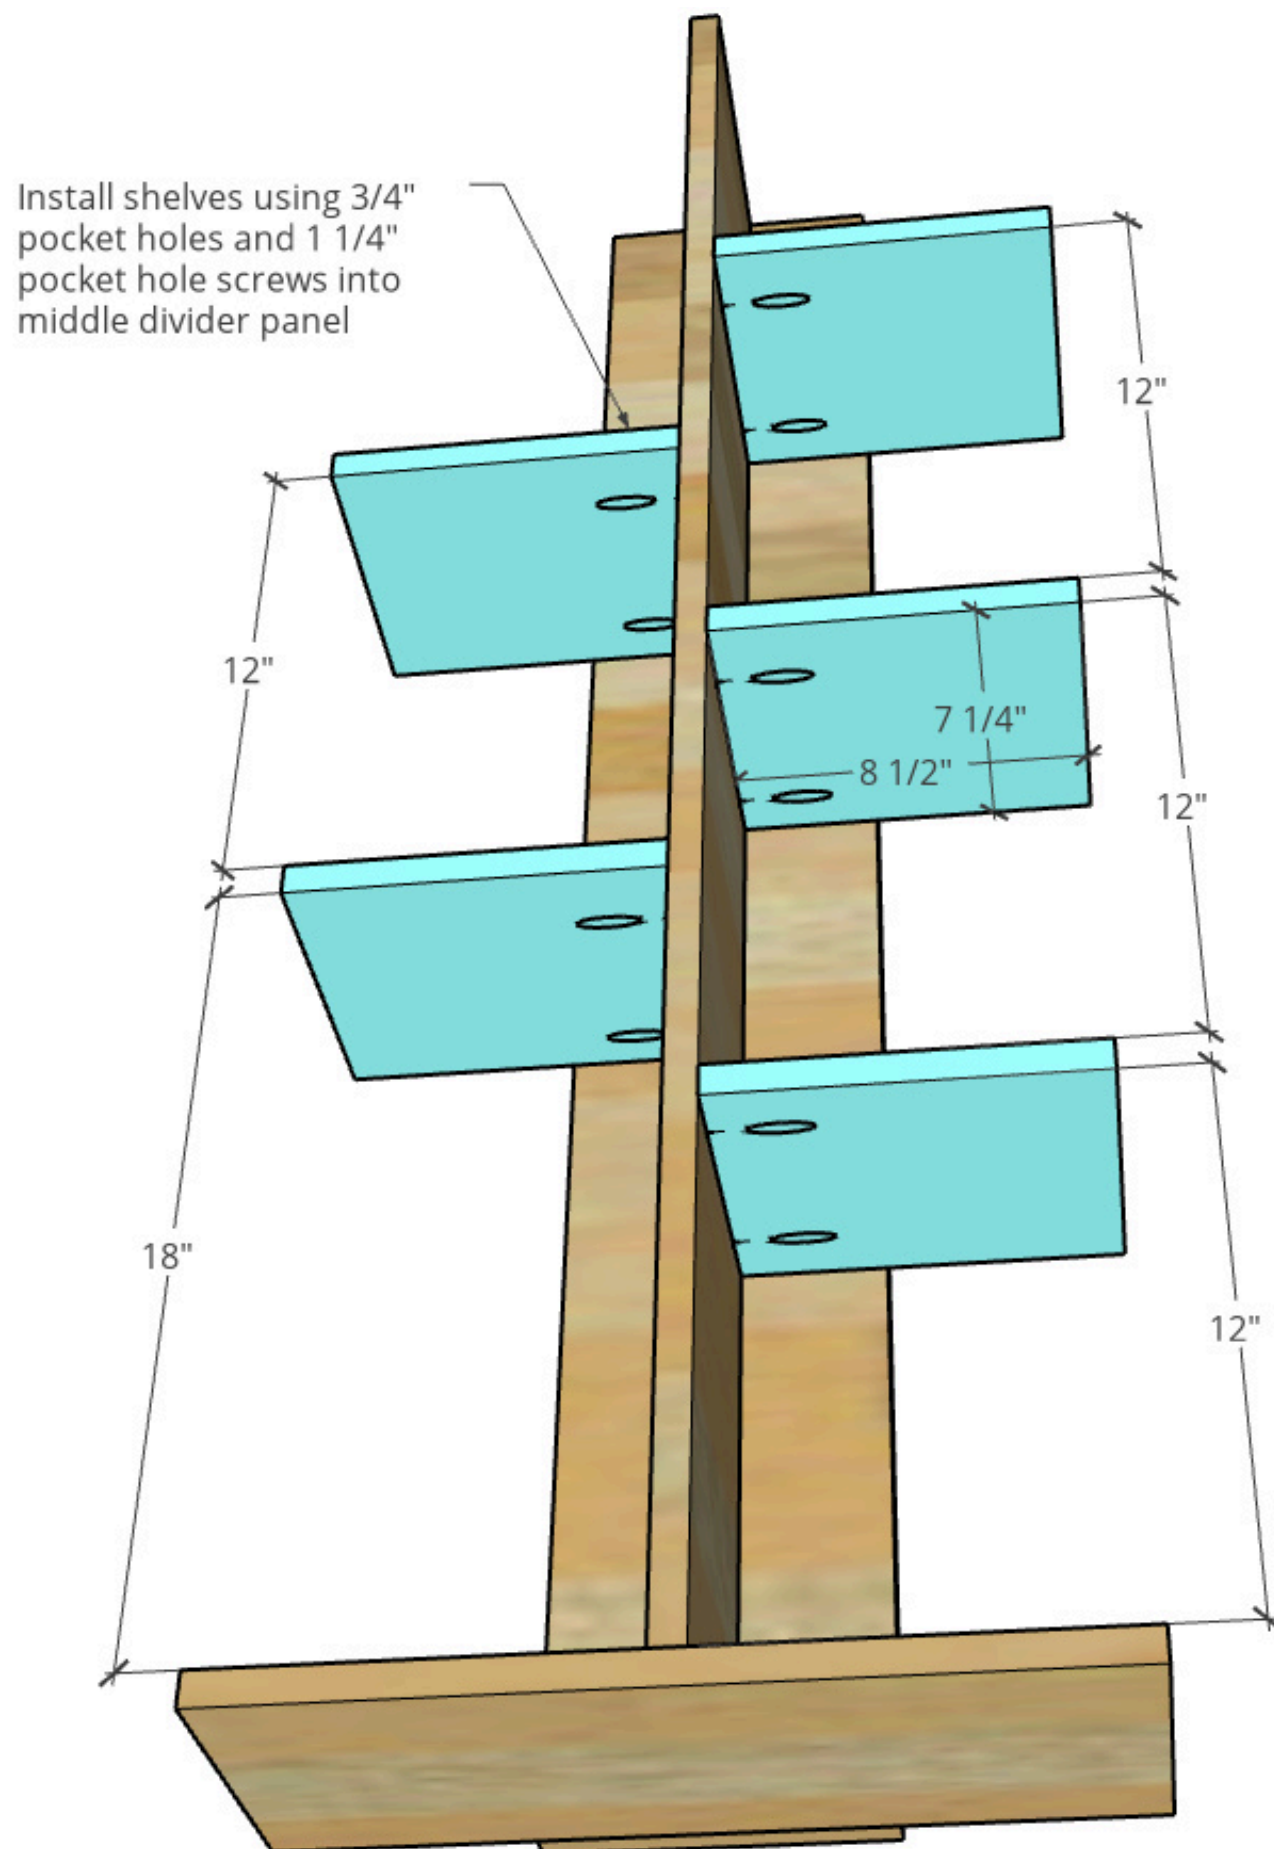 Install shelves using 3/4"
pocket holes and 1 1/4"
pocket hole screws into
middle divider panel
12"
12"
7 1/4"
8 1/2"
12"
18"
12"